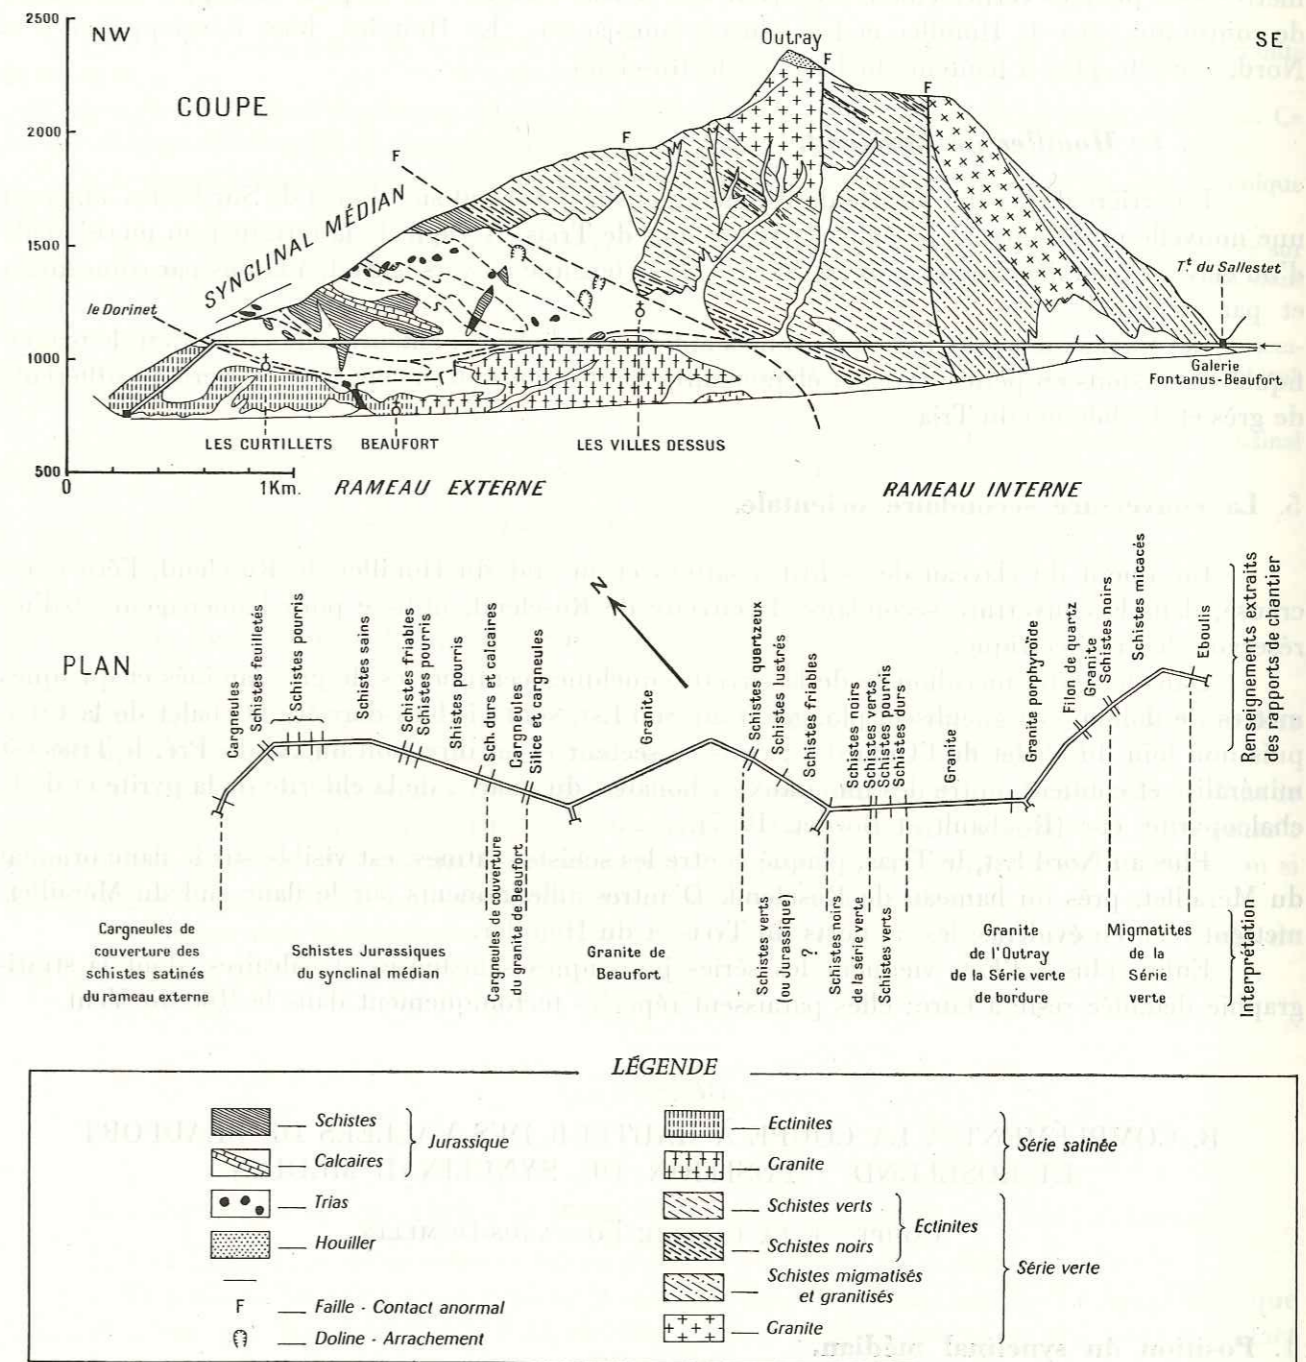 2500
NW
Outray
F
SE
COUPE
F
2000
F
F
SYNCLINAL MÉDIAN
1500
le Dorinet
Tt. du Sallestet
1000
Galerie
Fontanus-Beaufort
LES CURTILLETS
BEAUFORT
LES VILLES DESSUS
500
0
1Km.
RAMEAU EXTERNE
RAMEAU INTERNE
PLAN
N
Cargneules
Schistes feuilletés
Schistes pourris
Schistes sains
Schistes friables
Schistes pourris
Shistes pourris
Sch. durs et calcaires
Cargneules
Silice et cargneules
Granite
Schistes quartzeux
Schistes lustrés
Schistes friables
Schistes noirs
Schistes verts
Schistes pourris
Schistes durs
Granite
Granite porphyroïde
Filon de quartz
Granite
Schistes noirs
Schistes micacés
Eboulis
Renseignements extraits
des rapports de chantier
Cargneules de
couverture des
Schistes satinés
du rameau externe
Schistes Jurassiques
du synclinal médian
Cargneules de couverture
du granite de Beaufort
Granite de
Beaufort
Schistes verts
(ou Jurassique)
?
Schistes noirs
de la série verte
Schistes verts
Granite
de l'Outray
de la Série verte
de bordure
Migmatites
de la
Série
verte
Interprétation
LÉGENDE
Schistes
Calcaires
Jurassique
Trias
Houiller
F
Faille - Contact anormal
Doline - Arrachement
Ectinites
Granite
Série satinée
Schistes verts
Schistes noirs
Ectinites
Schistes migmatisés
et granitisés
Granite
Série verte